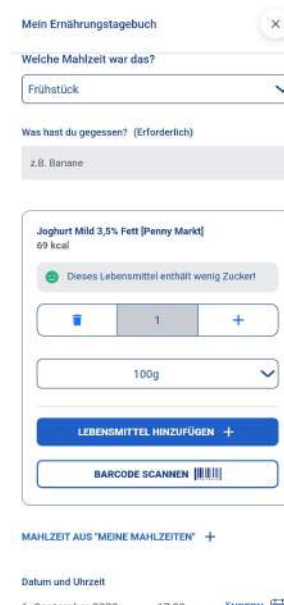 Mein Ernährungstagebuch
Welche Mahlzeit war das?
Frühstück
Was hast du gegessen? (Erforderlich)
z.B. Banane
Joghurt Mild 3,5% Fett [Penny Markt]
69 kcal
Dieses Lebensmittel enthält wenig Zucker!
1
100g
LEBENSMITTEL HINZUFÜGEN +
BARCODE SCANNEN
MAHLZEIT AUS "MEINE MAHLZEITEN" +
Datum und Uhrzeit
ÄNDERN